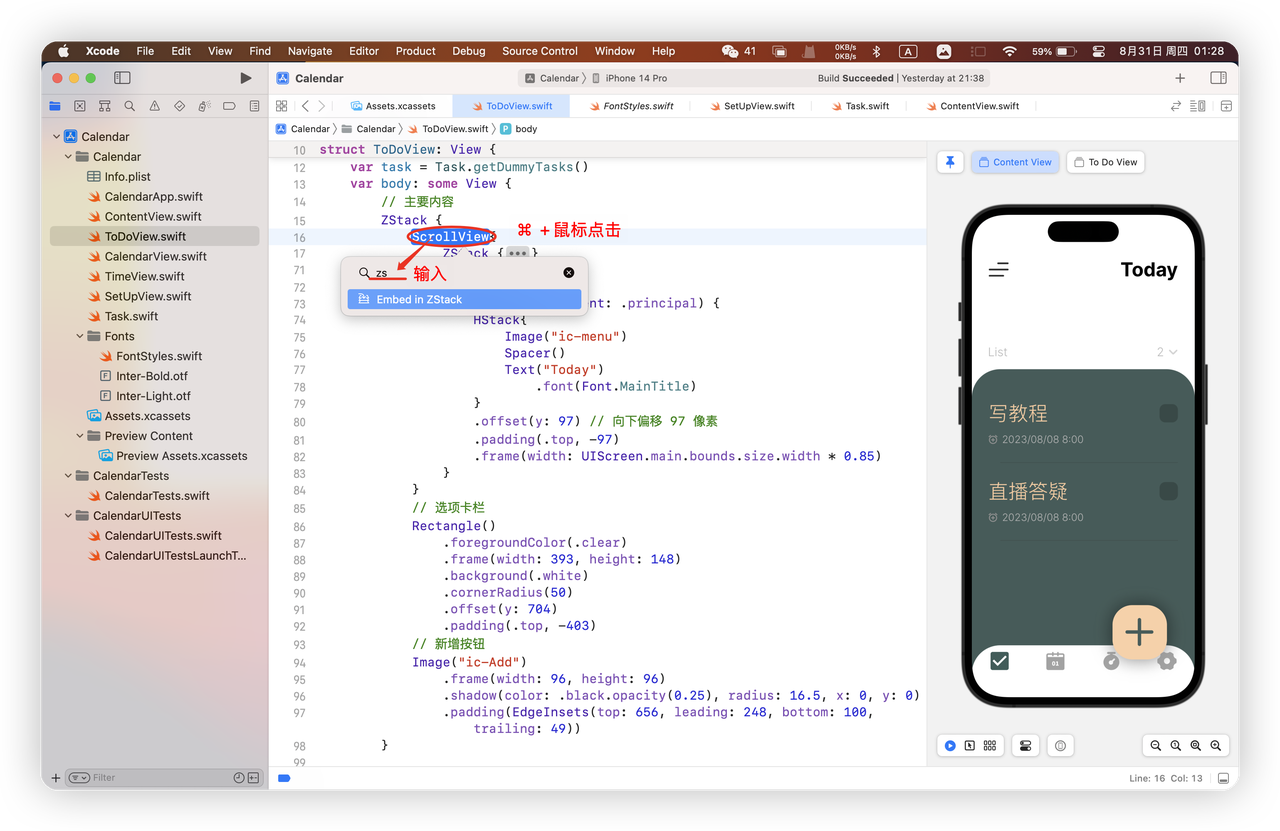 Xcode File Edit View Find Navigate Editor Product Debug Source Control Window Help 41 0KB/s 0KB/s A 59% 8月31日 周四 01:28
Calendar Calendar 〉 iPhone 14 Pro Build Succeeded | Yesterday at 21:38
Assets.xcassets ToDoView.swift FontStyles.swift SetUpView.swift Task.swift ContentView.swift
Calendar 〉 Calendar 〉 ToDoView.swift 〉 P body
Calendar
Calendar
Info.plist
CalendarApp.swift
ContentView.swift
ToDoView.swift
CalendarView.swift
TimeView.swift
SetUpView.swift
Task.swift
Fonts
FontStyles.swift
Inter-Bold.otf
Inter-Light.otf
Assets.xcassets
Preview Content
Preview Assets.xcassets
CalendarTests
CalendarTests.swift
CalendarUITests
CalendarUITests.swift
CalendarUITestsLaunchT...
Filter
10 struct ToDoView: View {
12 var task = Task.getDummyTasks()
13 var body: some View {
14 // 主要内容
15 ZStack {
16 ScrollView{
⌘ +鼠标点击
17 ZStack {•••}
71
zs
输入
Embed in ZStack
72
73 nt: .principal) {
74 HStack{
75 Image("ic-menu")
76 Spacer()
77 Text("Today")
78 .font(Font.MainTitle)
79 }
80 .offset(y: 97) // 向下偏移 97 像素
81 .padding(.top, -97)
82 .frame(width: UIScreen.main.bounds.size.width * 0.85)
83 }
84 }
85 // 选项卡栏
86 Rectangle()
87 .foregroundColor(.clear)
88 .frame(width: 393, height: 148)
89 .background(.white)
90 .cornerRadius(50)
91 .offset(y: 704)
92 .padding(.top, -403)
93 // 新增按钮
94 Image("ic-Add")
95 .frame(width: 96, height: 96)
96 .shadow(color: .black.opacity(0.25), radius: 16.5, x: 0, y: 0)
97 .padding(EdgeInsets(top: 656, leading: 248, bottom: 100,
trailing: 49))
98 }
99
Content View To Do View
Today
List 2
写教程
2023/08/08 8:00
直播答疑
2023/08/08 8:00
01
Line: 16 Col: 13